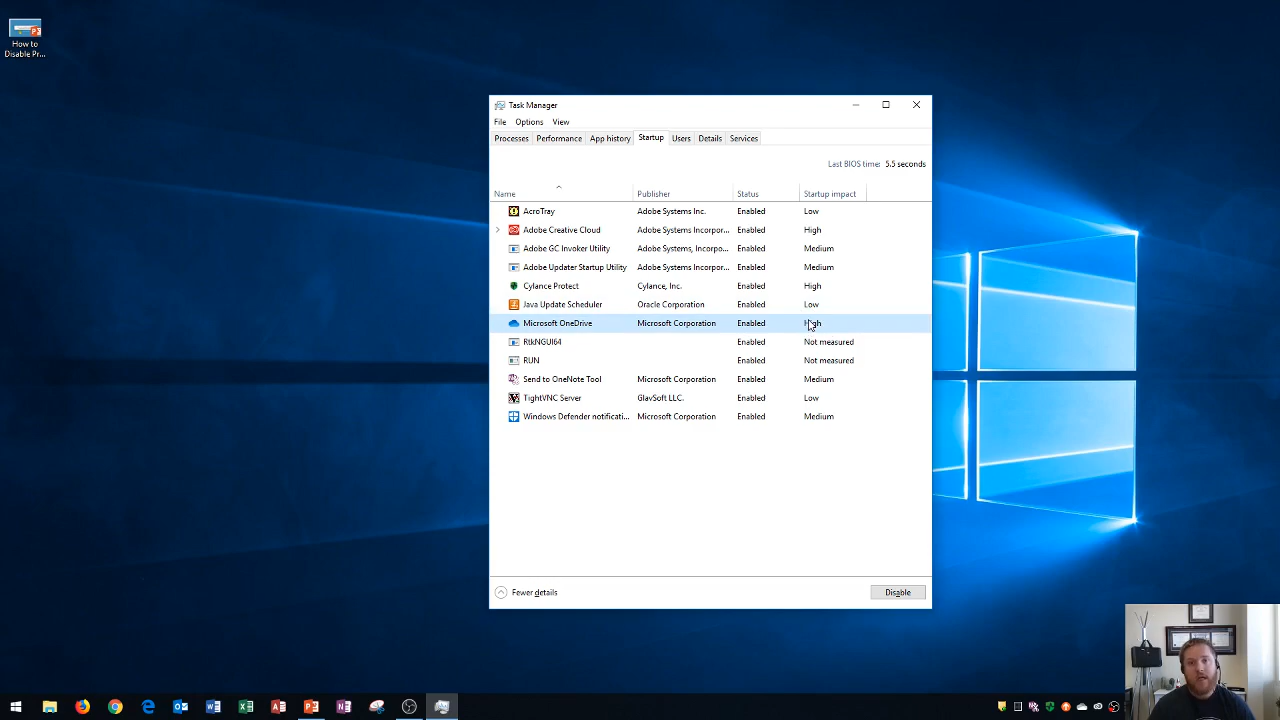 How to
Disable Pr...
Task Manager
File Options View
Processes Performance App history Startup Users Details Services
Last BIOS time: 5.5 seconds
Name Publisher Status Startup impact
AcroTray Adobe Systems Inc. Enabled Low
Adobe Creative Cloud Adobe Systems Incorpor... Enabled High
Adobe GC Invoker Utility Adobe Systems, Incorpo... Enabled Medium
Adobe Updater Startup Utility Adobe Systems Incorpor... Enabled Medium
Cylance Protect Cylance, Inc. Enabled High
Java Update Scheduler Oracle Corporation Enabled Low
Microsoft OneDrive Microsoft Corporation Enabled High
RtkNGUI64 Enabled Not measured
RUN Enabled Not measured
Send to OneNote Tool Microsoft Corporation Enabled Medium
TightVNC Server GlavSoft LLC. Enabled Low
Windows Defender notificati... Microsoft Corporation Enabled Medium
Fewer details Disable